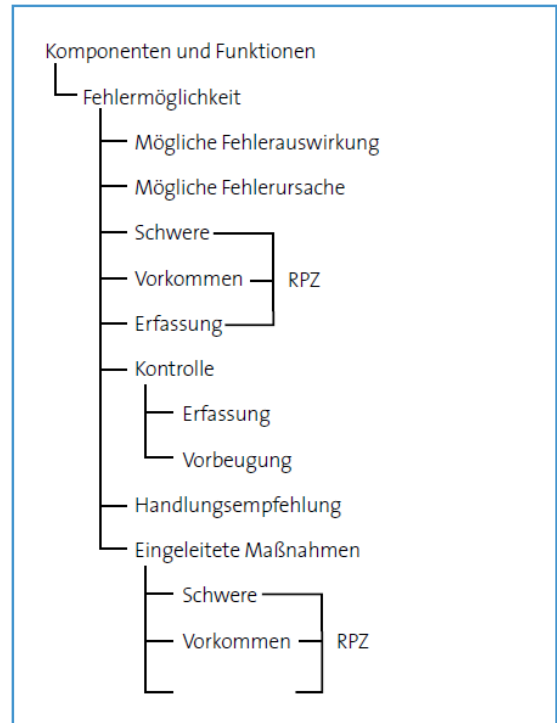 Komponenten und Funktionen
Fehlermöglichkeit
Mögliche Fehlerauswirkung
Mögliche Fehlerursache
Schwere
Vorkommen RPZ
Erfassung
Kontrolle
Erfassung
Vorbeugung
Handlungsempfehlung
Eingeleitete Maßnahmen
Schwere
Vorkommen RPZ